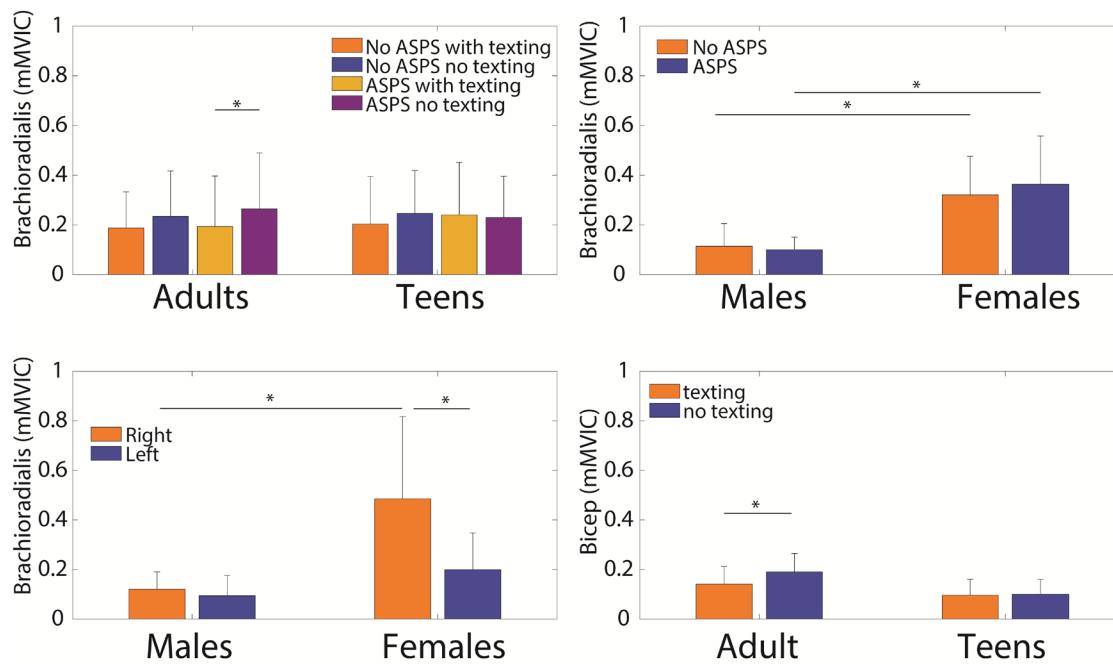 Brachioradialis (mMVIC)
1
0.8
0.6
0.4
0.2
0
No ASPS with texting
No ASPS no texting
ASPS with texting
ASPS no texting
*
Adults
Teens
Brachioradialis (mMVIC)
1
0.8
0.6
0.4
0.2
0
No ASPS
ASPS
*
*
Males
Females
Brachioradialis (mMVIC)
1
0.8
0.6
0.4
0.2
0
Right
Left
*
*
Males
Females
Bicep (mMVIC)
1
0.8
0.6
0.4
0.2
0
texting
no texting
*
Adult
Teens